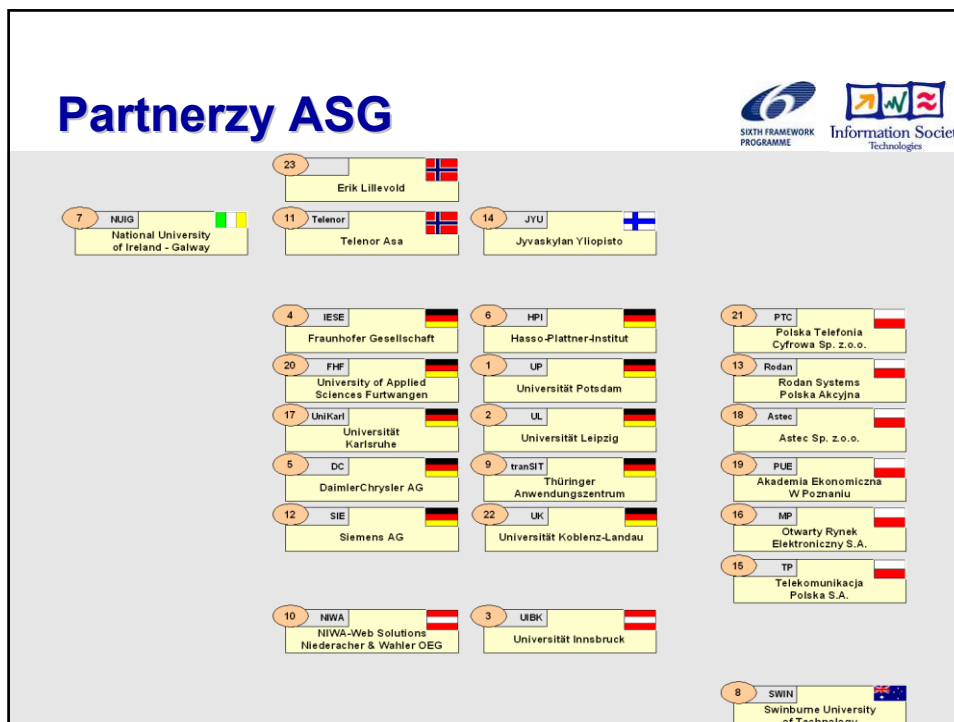 Partnerzy ASG
SIXTH FRAMEWORK
PROGRAMME
Information Societ
Technologies
23
Erik Lillevold
7 NUIG
National University
of Ireland - Galway
11 Telenor
Telenor Asa
14 JYU
Jyvaskylan Yliopisto
4 IESE
Fraunhofer Gesellschaft
6 HPI
Hasso-Plattner-Institut
21 PTC
Polska Telefonia
Cyfrowa Sp. z.o.o.
20 FHF
University of Applied
Sciences Furtwangen
1 UP
Universität Potsdam
13 Rodan
Rodan Systems
Polska Akcyjna
17 UniKarl
Universität
Karlsruhe
2 UL
Universität Leipzig
18 Astec
Astec Sp. z.o.o.
5 DC
DaimlerChrysler AG
9 tranSIT
Thüringer
Anwendungszentrum
19 PUE
Akademia Ekonomiczna
W Poznaniu
12 SIE
Siemens AG
22 UK
Universität Koblenz-Landau
16 MP
Otwarty Rynek
Elektroniczny S.A.
15 TP
Telekomunikacja
Polska S.A.
10 NIWA
NIWA-Web Solutions
Niederacher & Wahler OEG
3 UIBK
Universität Innsbruck
8 SWIN
Swinburne University
of Technology